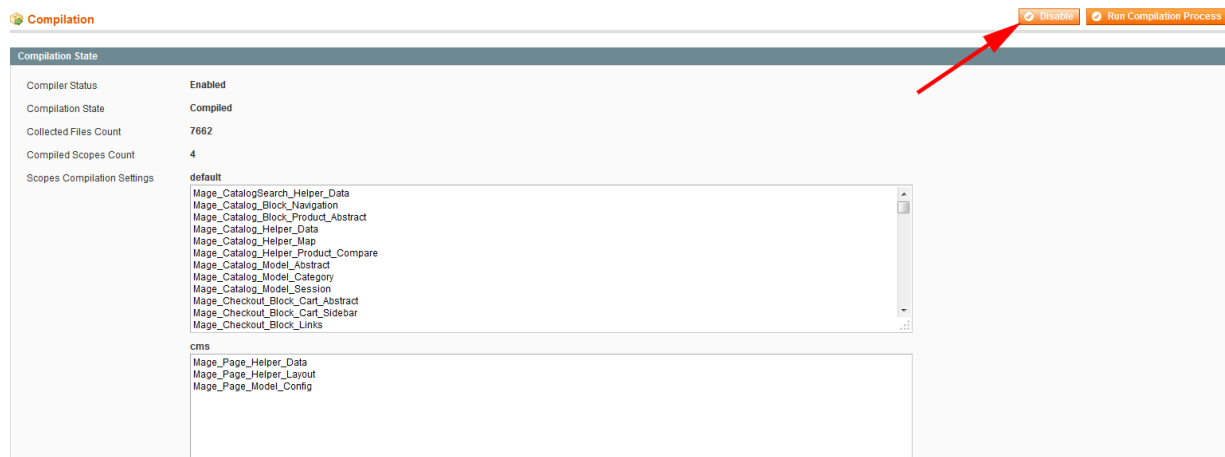 Compilation
Disable
Run Compilation Process
Compilation State
Compiler Status Enabled
Compilation State Compiled
Collected Files Count 7662
Compiled Scopes Count 4
Scopes Compilation Settings default
Mage_CatalogSearch_Helper_Data
Mage_Catalog_Block_Navigation
Mage_Catalog_Block_Product_Abstract
Mage_Catalog_Helper_Data
Mage_Catalog_Helper_Map
Mage_Catalog_Helper_Product_Compare
Mage_Catalog_Model_Abstract
Mage_Catalog_Model_Category
Mage_Catalog_Model_Session
Mage_Checkout_Block_Cart_Abstract
Mage_Checkout_Block_Cart_Sidebar
Mage_Checkout_Block_Links
cms
Mage_Page_Helper_Data
Mage_Page_Helper_Layout
Mage_Page_Model_Config